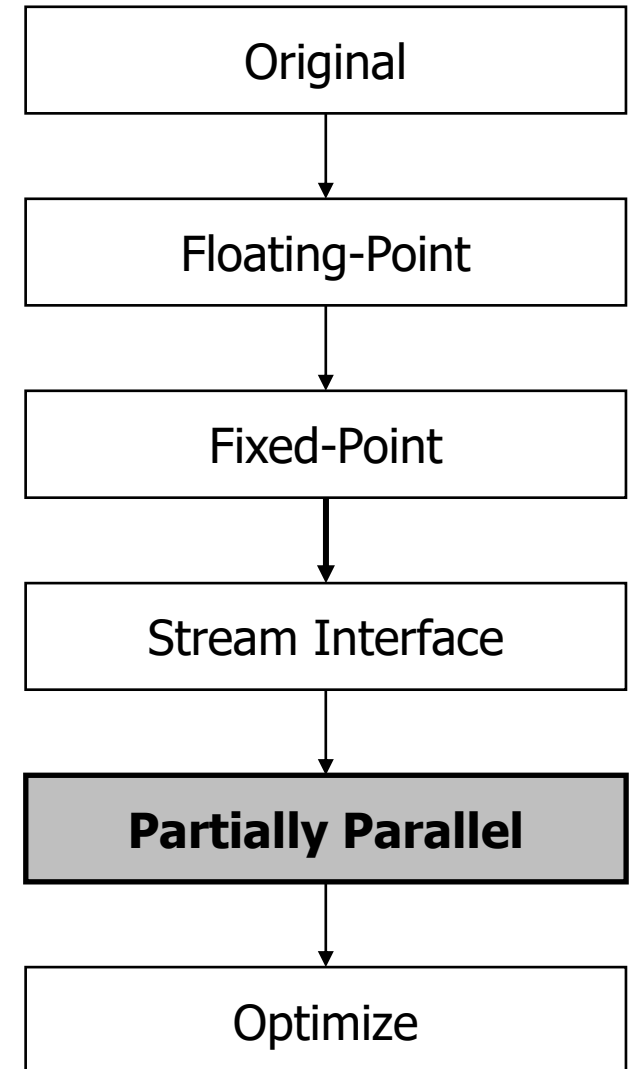 Original
Floating-Point
Fixed-Point
Stream Interface
Partially Parallel
Optimize